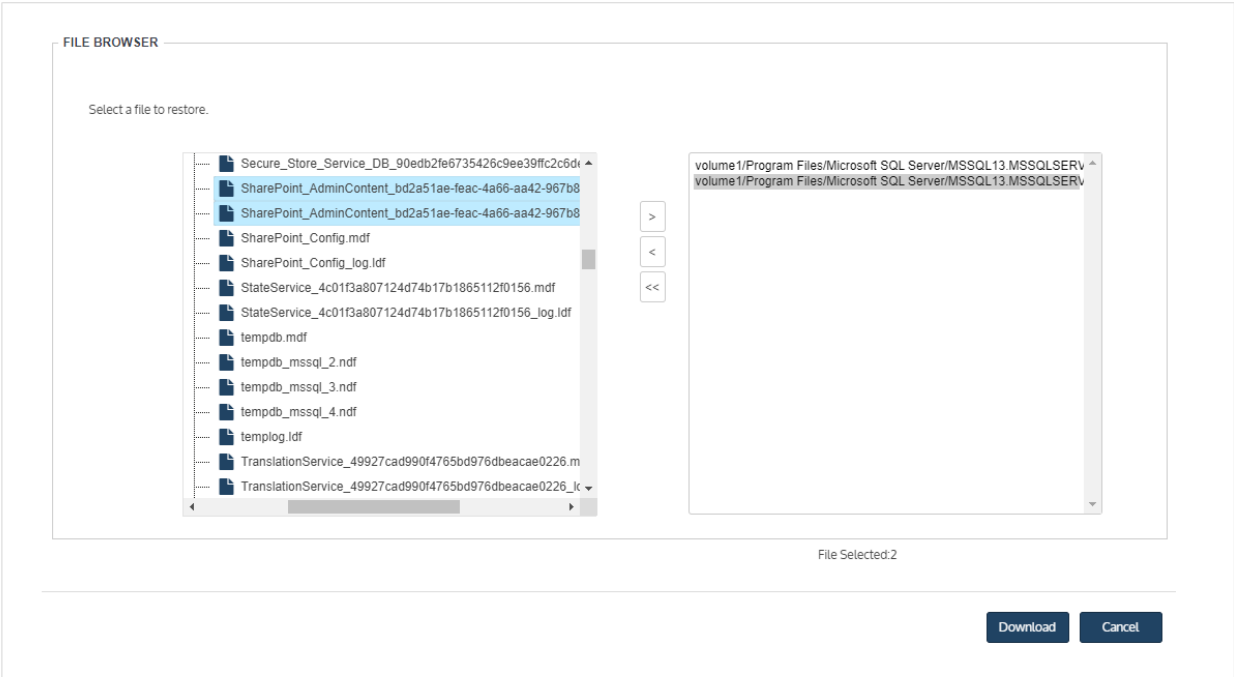 FILE BROWSER
Select a file to restore.
Secure_Store_Service_DB_90edb2fe6735426c9ee39ffc2c6de
SharePoint_AdminContent_bd2a51ae-feac-4a66-aa42-967b8
SharePoint_AdminContent_bd2a51ae-feac-4a66-aa42-967b8
SharePoint_Config.mdf
SharePoint_Config_log.ldf
StateService_4c01f3a807124d74b17b1865112f0156.mdf
StateService_4c01f3a807124d74b17b1865112f0156_log.ldf
tempdb.mdf
tempdb_mssql_2.ndf
tempdb_mssql_3.ndf
tempdb_mssql_4.ndf
templog.ldf
TranslationService_49927cad990f4765bd976dbeacae0226.m
TranslationService_49927cad990f4765bd976dbeacae0226_lo
>
<
<<
volume1/Program Files/Microsoft SQL Server/MSSQL13.MSSQLSERV
volume1/Program Files/Microsoft SQL Server/MSSQL13.MSSQLSERV
File Selected:2
Download
Cancel